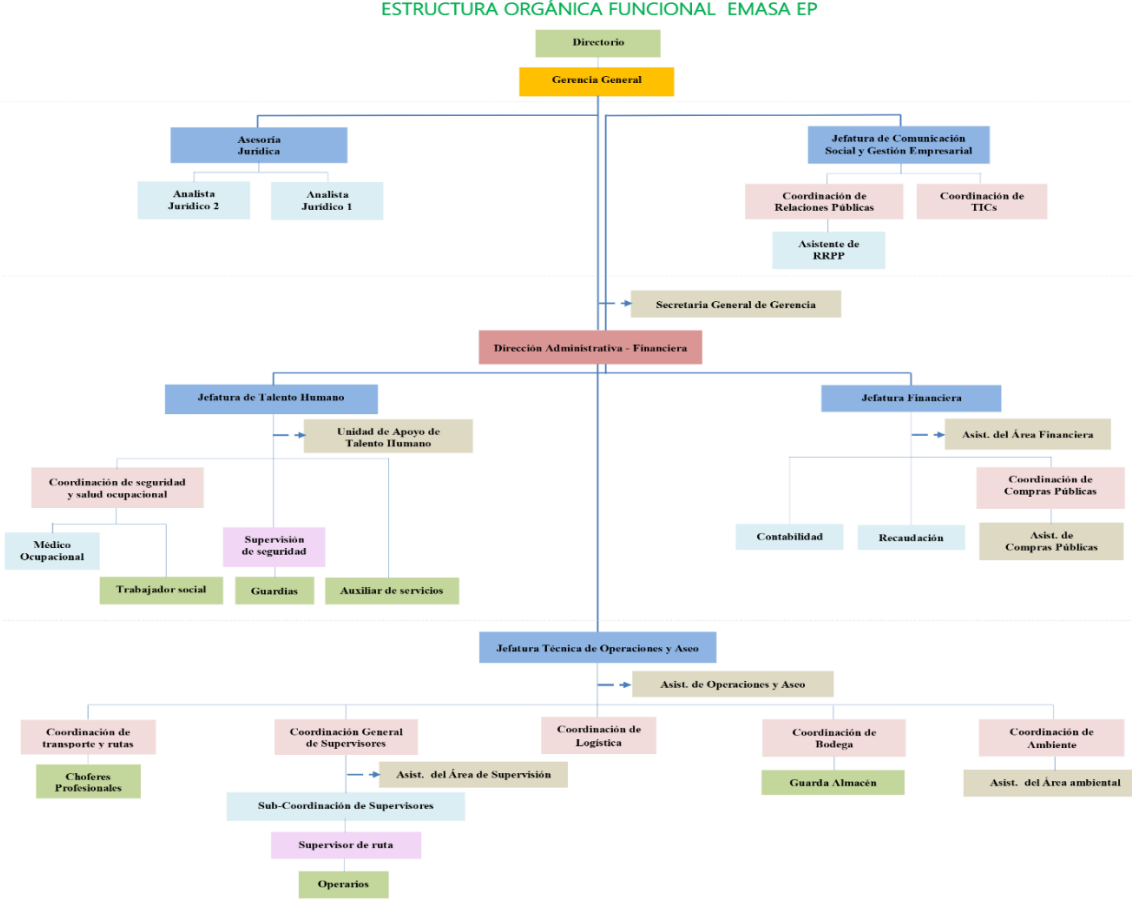 ESTRUCTURA ORGÁNICA FUNCIONAL EMASA EP
Directorio
Gerencia General
Asesoría
Jurídica
Jefatura de Comunicación
Social y Gestión Empresarial
Analista
Jurídico 2
Analista
Jurídico 1
Coordinación de
Relaciones Públicas
Coordinación de
TICs
Asistente de
RRPP
Secretaria General de Gerencia
Dirección Administrativa - Financiera
Jefatura de Talento Humano
Jefatura Financiera
Unidad de Apoyo de
Talento Humano
Asist. del Área Financiera
Coordinación de seguridad
y salud ocupacional
Coordinación de
Compras Públicas
Médico
Ocupacional
Supervisión
de seguridad
Contabilidad
Recaudación
Asist. de
Compras Públicas
Trabajador social
Guardias
Auxiliar de servicios
Jefatura Técnica de Operaciones y Aseo
Asist. de Operaciones y Aseo
Coordinación de
transporte y rutas
Coordinación General
de Supervisores
Coordinación de
Logística
Coordinación de
Bodega
Coordinación de
Ambiente
Choferes
Profesionales
Asist. del Área de Supervisión
Guarda Almacén
Asist. del Área ambiental
Sub-Coordinación de Supervisores
Supervisor de ruta
Operarios